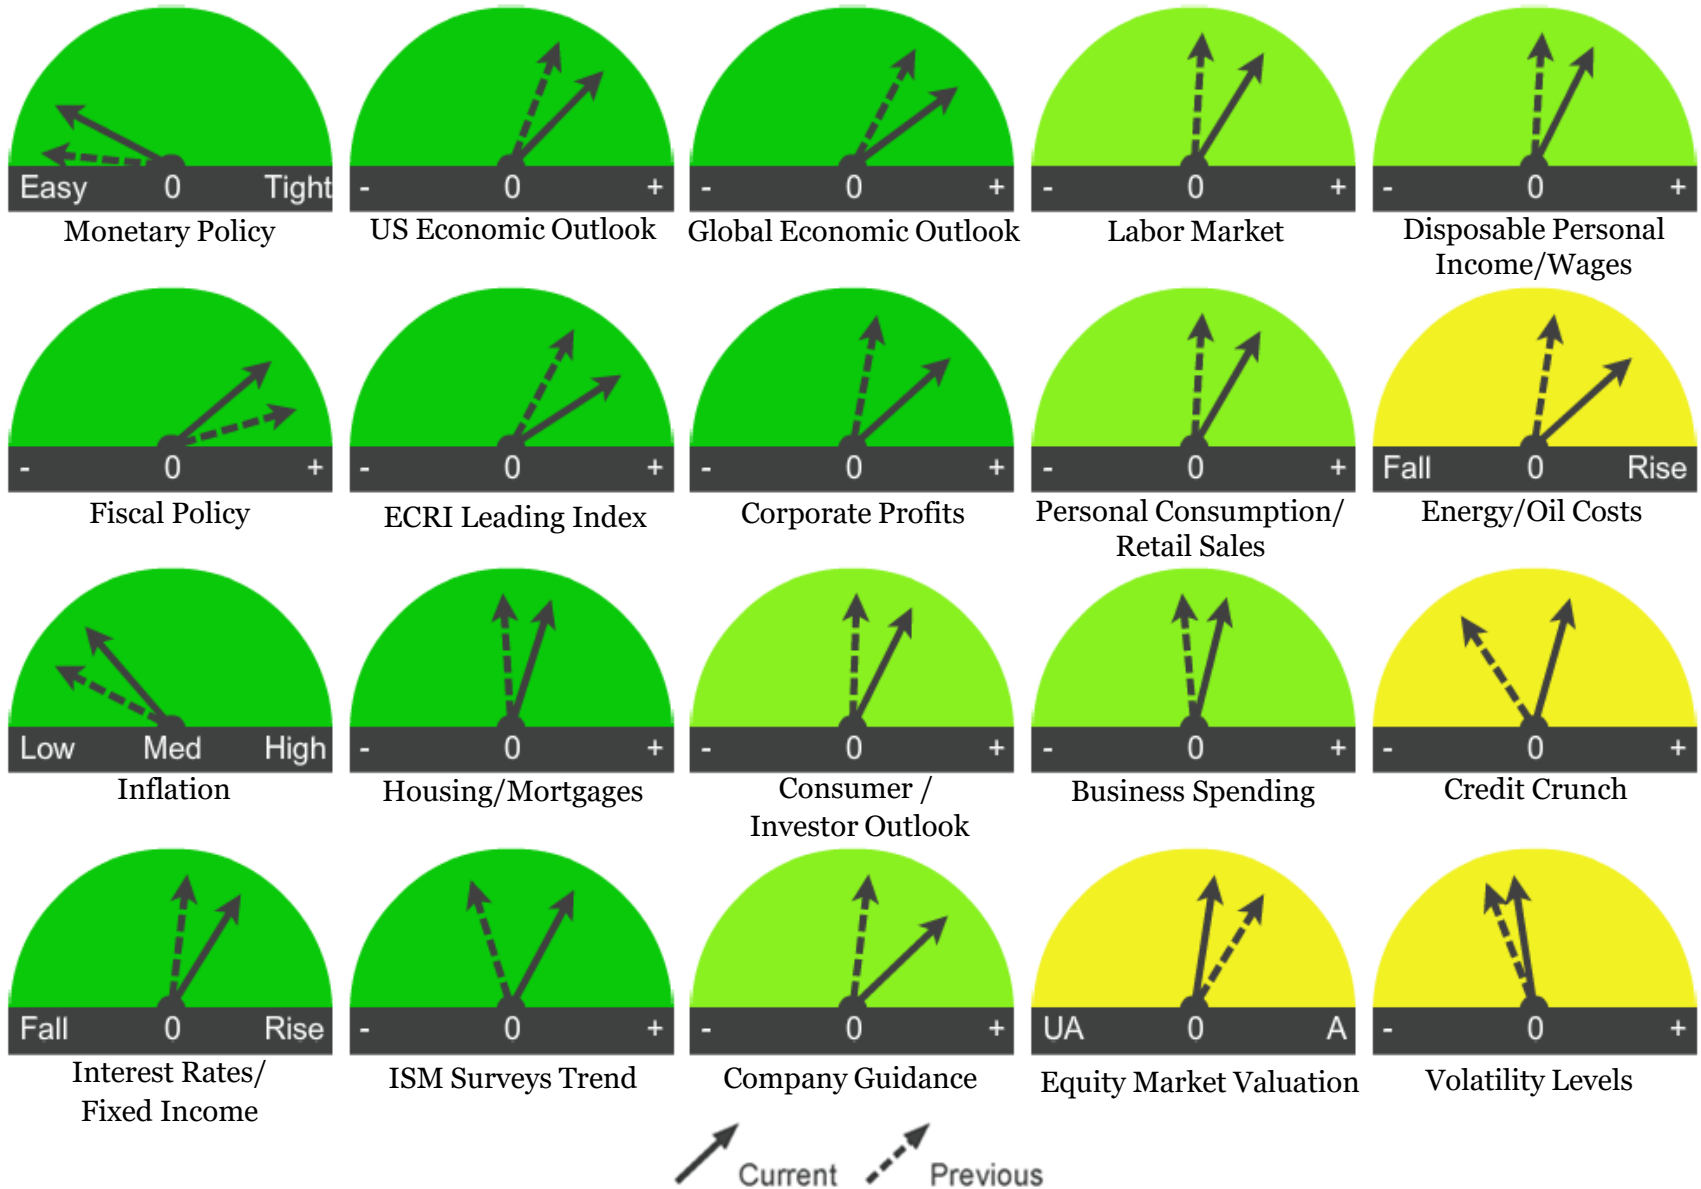 Easy 0 Tight
- 0 +
- 0 +
- 0 +
- 0 +
Monetary Policy
US Economic Outlook
Global Economic Outlook
Labor Market
Disposable Personal
Income/Wages
- 0 +
- 0 +
- 0 +
- 0 +
Fall 0 Rise
Fiscal Policy
ECRI Leading Index
Corporate Profits
Personal Consumption/
Retail Sales
Energy/Oil Costs
Low Med High
- 0 +
- 0 +
- 0 +
- 0 +
Inflation
Housing/Mortgages
Consumer /
Investor Outlook
Business Spending
Credit Crunch
Fall 0 Rise
- 0 +
- 0 +
UA 0 A
- 0 +
Interest Rates/
Fixed Income
ISM Surveys Trend
Company Guidance
Equity Market Valuation
Volatility Levels
Current
Previous